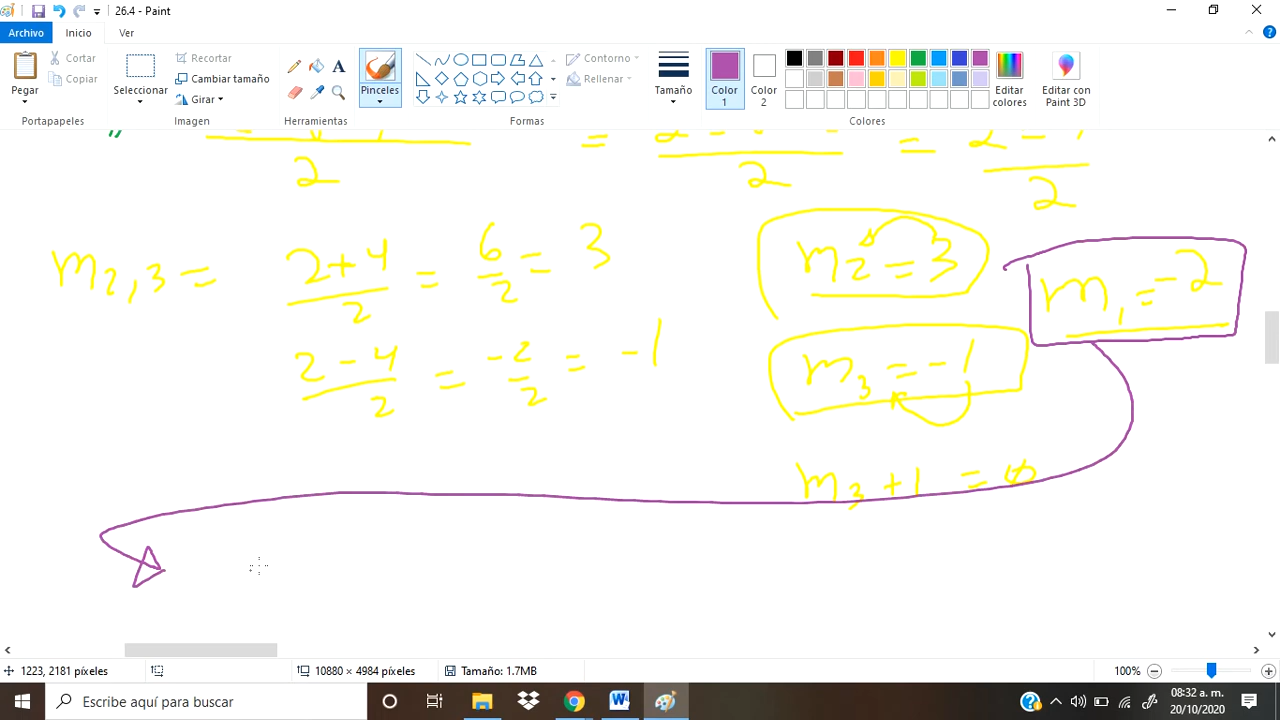 26.4 - Paint
Archivo Inicio Ver
Pegar
Cortar
Copiar
Portapapeles
Seleccionar
Recortar
Cambiar tamaño
Girar
Imagen
A
Herramientas
Pinceles
Contorno
Rellenar
Formas
Tamaño
Color 1
Color 2
Editar colores
Editar con Paint 3D
Colores
2 = 2 = 2
m2,3 = 2+4/2 = 6/2 = 3
m2 = 3
m1 = -2
2-4/2 = -2/2 = -1
m3 = -1
m3 + 1 =
1223, 2181 píxeles
10880 × 4984 píxeles
Tamaño: 1.7MB
100%
Escribe aquí para buscar
08:32 a. m.
20/10/2020